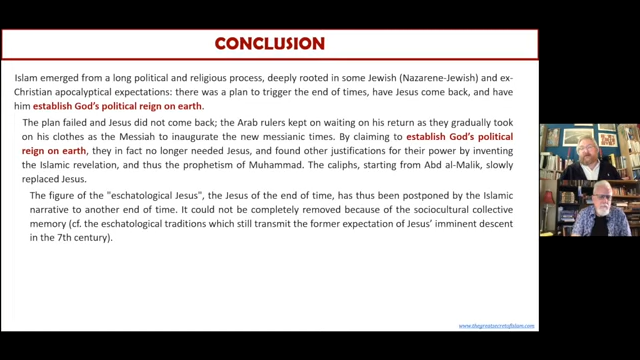 CONCLUSION
Islam emerged from a long political and religious process, deeply rooted in some Jewish (Nazarene-Jewish) and ex-
Christian apocalyptical expectations: there was a plan to trigger the end of times, have Jesus come back, and have
him establish God's political reign on earth.
The plan failed and Jesus did not come back; the Arab rulers kept on waiting on his return as they gradually took
on his clothes as the Messiah to inaugurate the new messianic times. By claiming to establish God's political
reign on earth, they in fact no longer needed Jesus, and found other justifications for their power by inventing
the Islamic revelation, and thus the prophetism of Muhammad. The caliphs, starting from Abd al-Malik, slowly
replaced Jesus.
The figure of the "eschatological Jesus", the Jesus of the end of time, has thus been postponed by the Islamic
narrative to another end of time. It could not be completely removed because of the sociocultural collective
memory (cf. the eschatological traditions which still transmit the former expectation of Jesus' imminent descent
in the 7th century).
www.thegreatsecretofislam.com